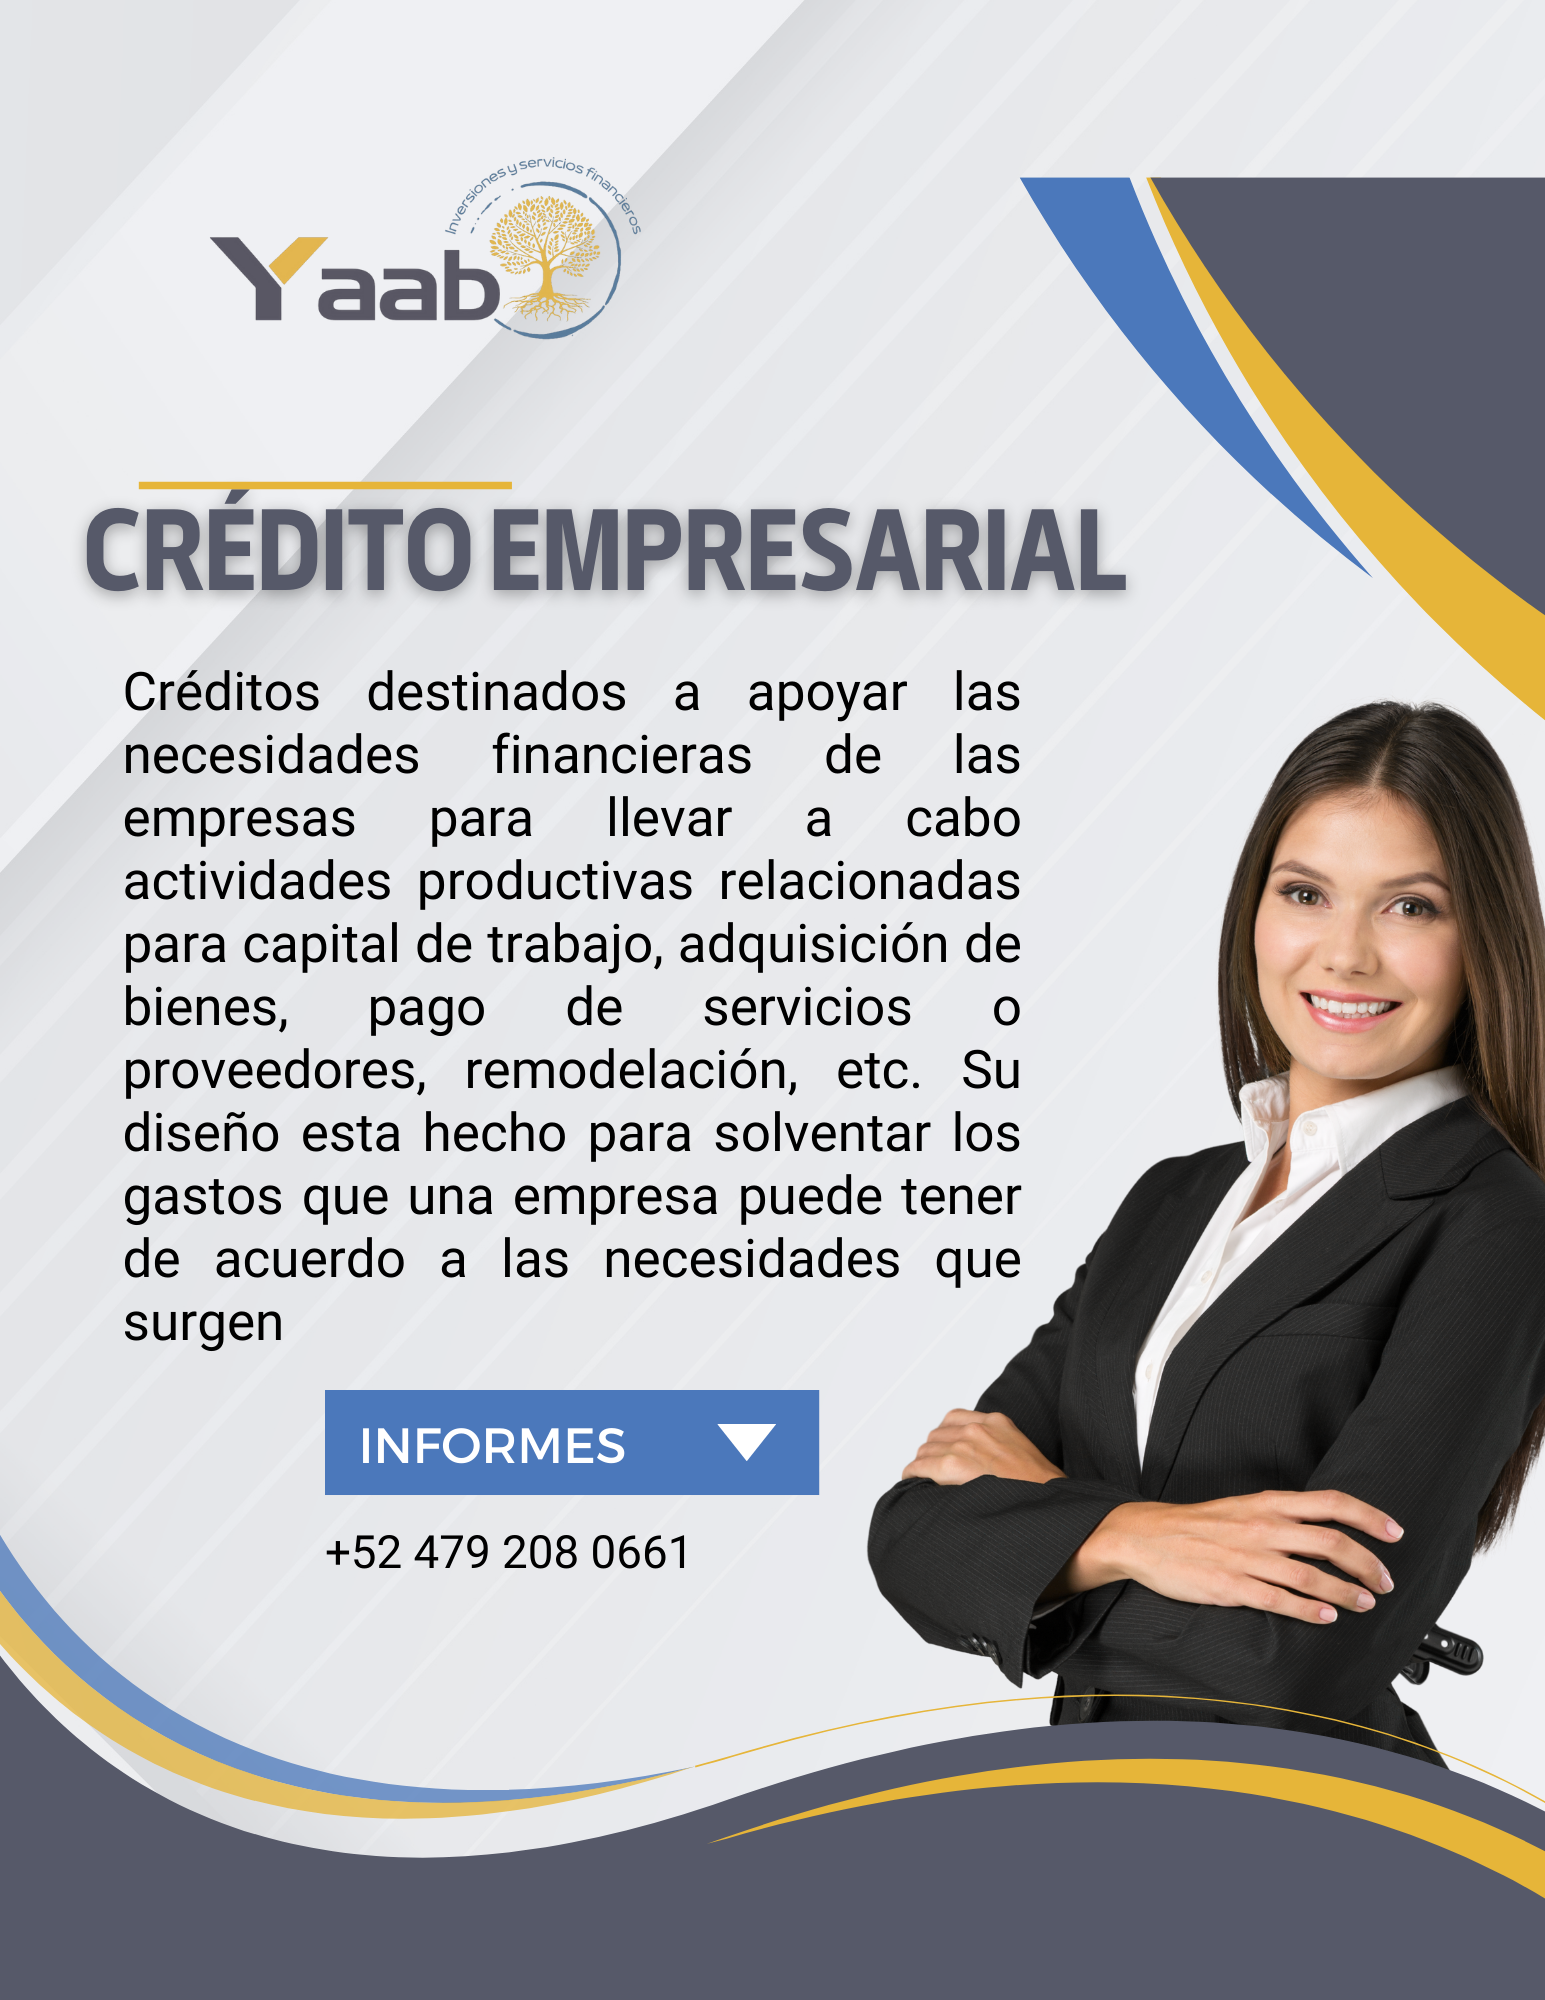 Inversiones y servicios financieros
Yaab
CRÉDITO EMPRESARIAL
Créditos destinados a apoyar las
necesidades financieras de las
empresas para llevar a cabo
actividades productivas relacionadas
para capital de trabajo, adquisición de
bienes, pago de servicios o
proveedores, remodelación, etc. Su
diseño esta hecho para solventar los
gastos que una empresa puede tener
de acuerdo a las necesidades que
surgen
INFORMES
+52 479 208 0661